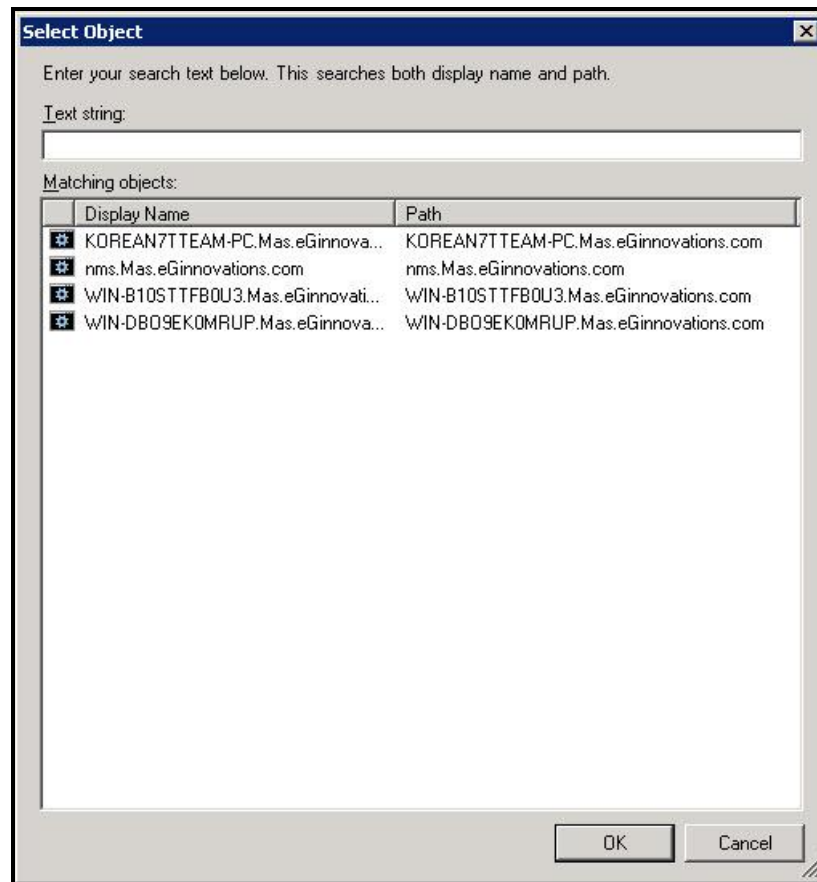 Select Object
Enter your search text below. This searches both display name and path.
Text string:
Matching objects:
Display Name Path
KOREAN7TTEAM-PC.Mas.eGinnova... KOREAN7TTEAM-PC.Mas.eGinnovations.com
nms.Mas.eGinnovations.com nms.Mas.eGinnovations.com
WIN-B10STTFB0U3.Mas.eGinnovati... WIN-B10STTFB0U3.Mas.eGinnovations.com
WIN-DBO9EK0MRUP.Mas.eGinnova... WIN-DBO9EK0MRUP.Mas.eGinnovations.com
OK Cancel